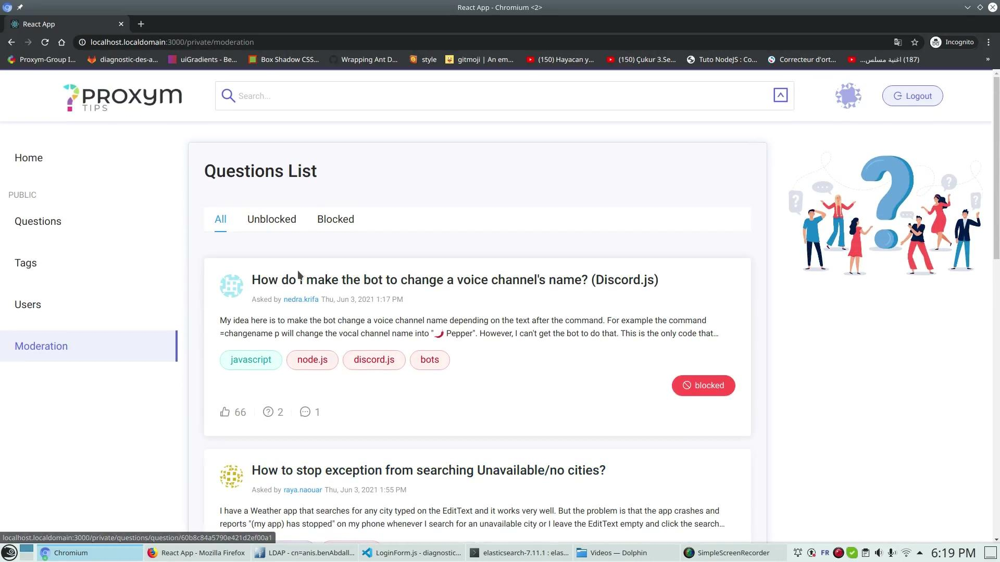 React App - Chromium <2>
React App
localhost.localdomain:3000/private/moderation
Incognito
Proxym-Group I...
diagnostic-des-a...
uiGradients - Be...
Box Shadow CSS...
Wrapping Ant D...
style
gitmoji | An em...
(150) Hayacan y...
(150) Çukur 3.Se...
Tuto NodeJS : Co...
Correcteur d'ort...
(187) اغنية مسلس...
»
PROXYM
TIPS
Search...
Logout
Home
PUBLIC
Questions
Tags
Users
Moderation
Questions List
All
Unblocked
Blocked
How do I make the bot to change a voice channel's name? (Discord.js)
Asked by nedra.krifa Thu, Jun 3, 2021 1:17 PM
My idea here is to make the bot change a voice channel name depending on the text after the command. For example the command
=changename p will change the vocal channel name into "🌶️ Pepper". However, I can't get the bot to do that. This is the only code that...
javascript
node.js
discord.js
bots
blocked
66
2
1
How to stop exception from searching Unavailable/no cities?
Asked by raya.naouar Thu, Jun 3, 2021 1:55 PM
I have a Weather app that searches for any city typed on the EditText and it works very well. But the problem is that the app crashes and
reports "(my app) has stopped" on my phone whenever I search for an unavailable city or I leave the EditText empty and click the search...
localhost.localdomain:3000/private/questions/question/60b8c84a5790e421d2ef00a1
Chromium
React App - Mozilla Firefox
LDAP - cn=anis.benAbdall...
LoginForm.js - diagnostic...
elasticsearch-7.11.1 : elas...
Videos — Dolphin
SimpleScreenRecorder
FR
6:19 PM